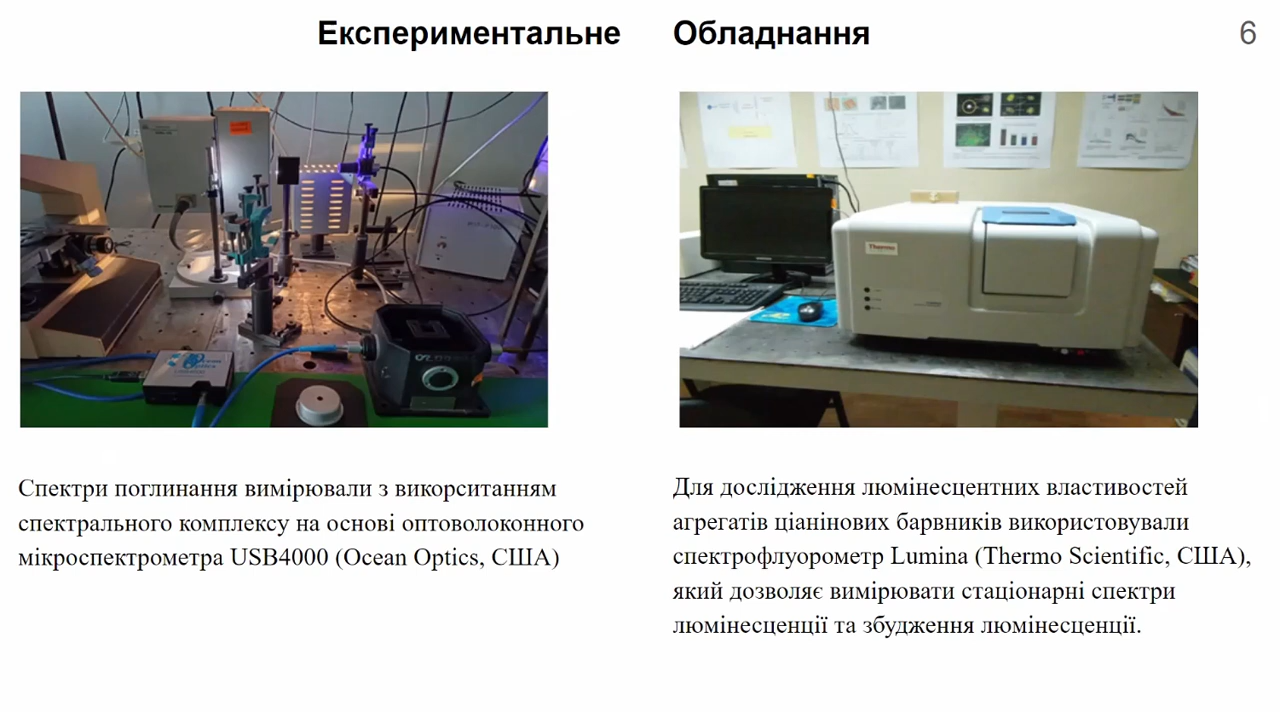 Експериментальне Обладнання
6
Thermo
Ocean
Optics
Спектри поглинання вимірювали з викорситанням
спектрального комплексу на основі оптоволоконного
мікроспектрометра USB4000 (Ocean Optics, США)
Для дослідження люмінесцентних властивостей
агрегатів ціанінових барвників використовували
спектрофлуорометр Lumina (Thermo Scientific, США),
який дозволяє вимірювати стаціонарні спектри
люмінесценції та збудження люмінесценції.